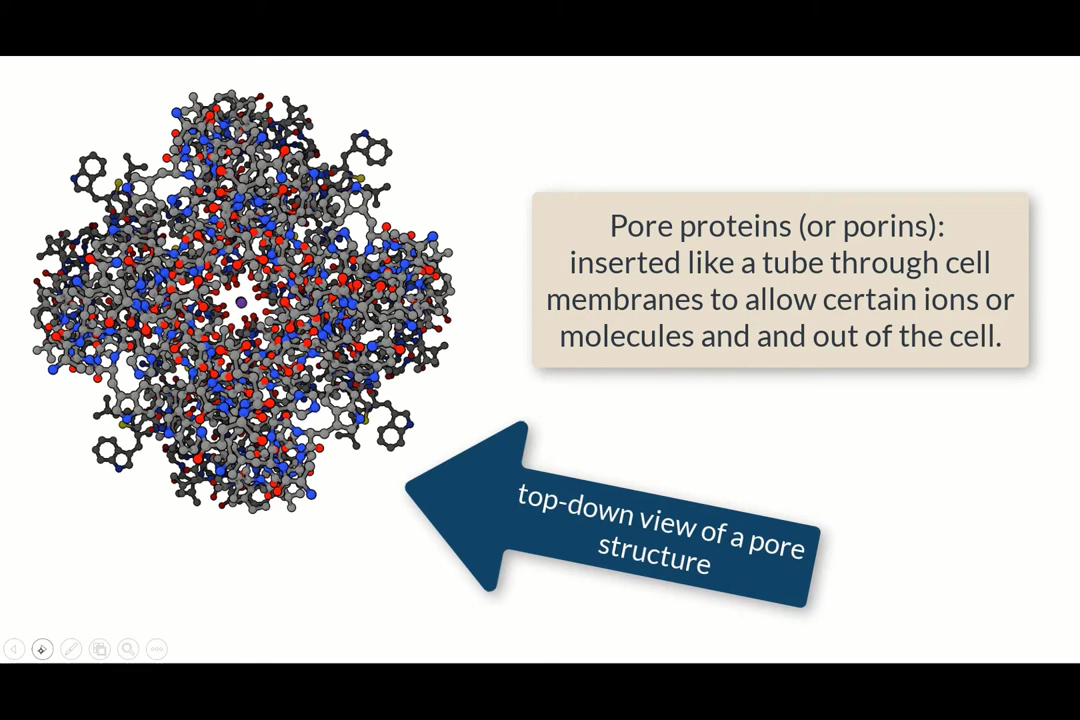 Pore proteins (or porins):
inserted like a tube through cell
membranes to allow certain ions or
molecules and and out of the cell.
top-down view of a pore
structure